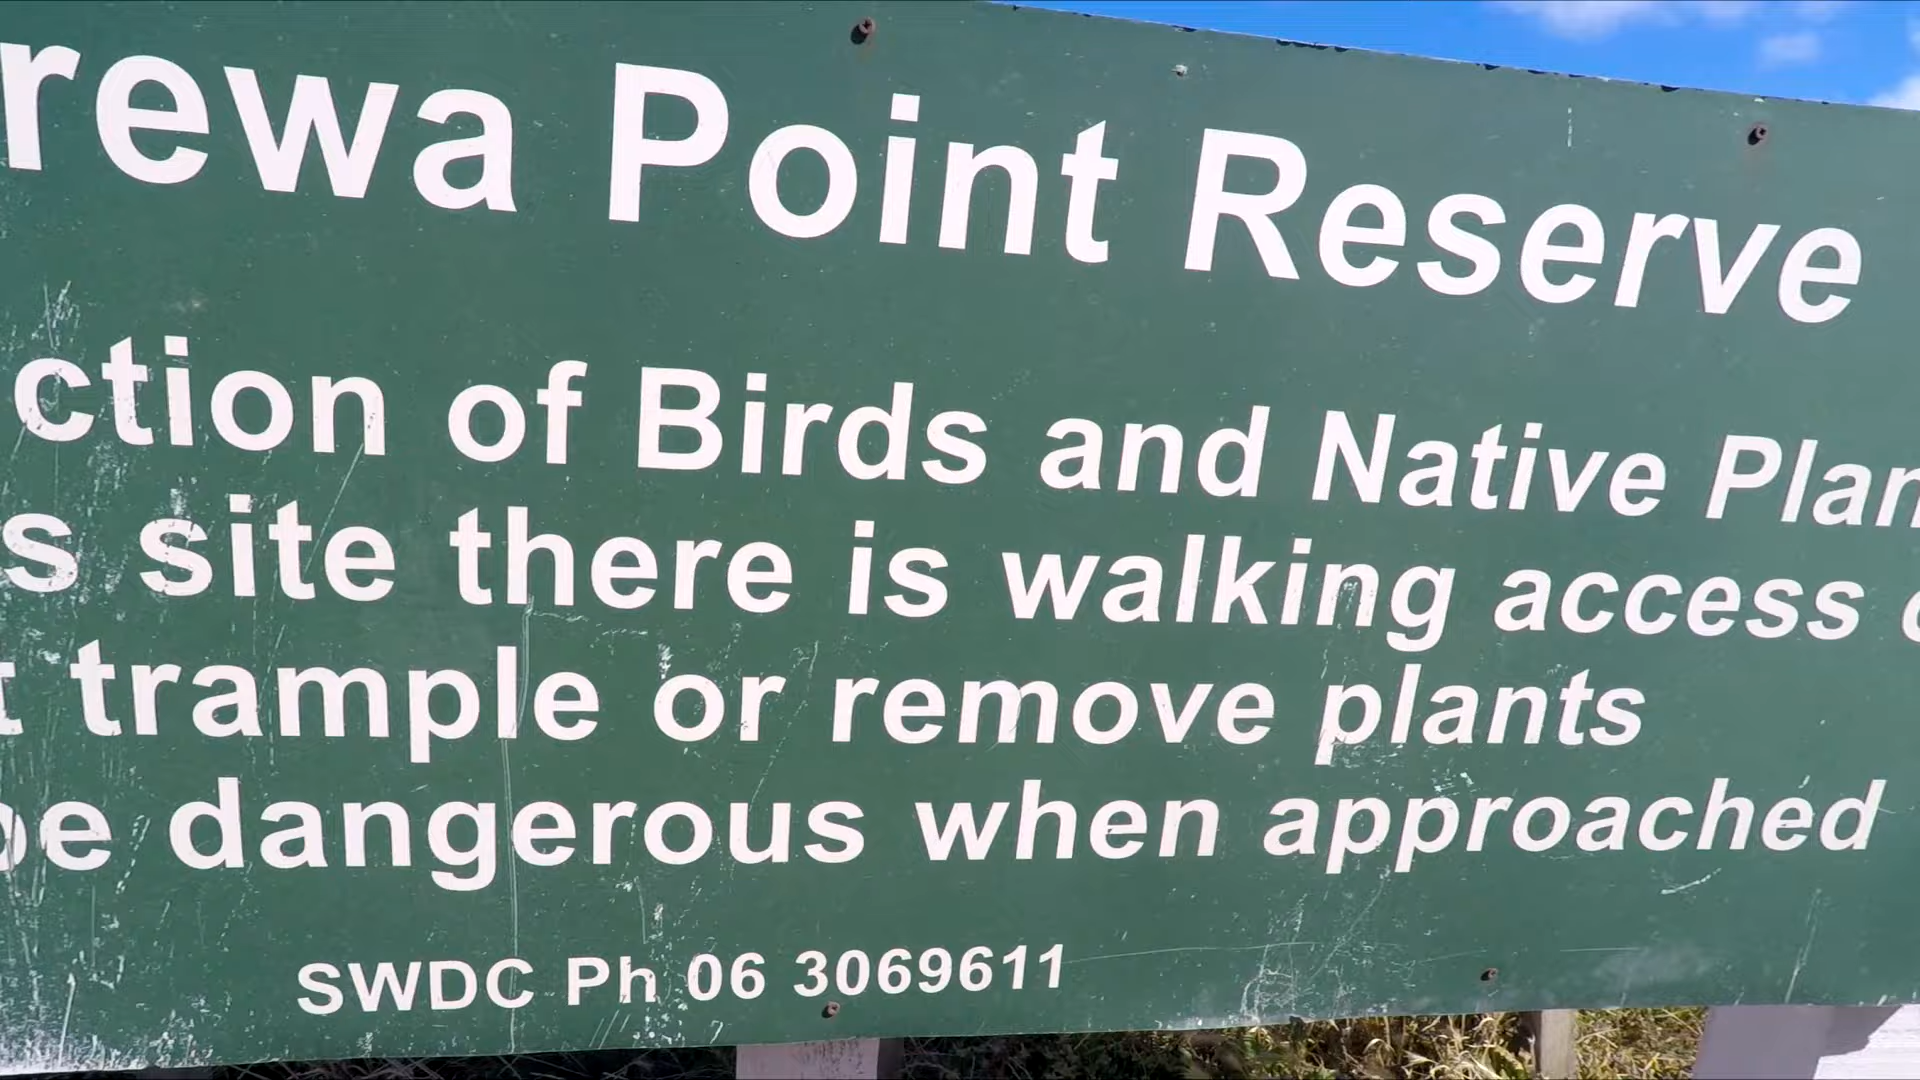 rewa Point Reserve
ction of Birds and Native Plan
s site there is walking access
t trample or remove plants
be dangerous when approached
SWDC Ph 06 3069611